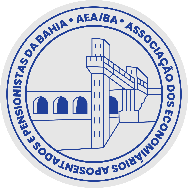 AEA/BA • ASSOCIAÇÃO DOS ECONOMIÁRIOS APOSENTADOS E PENSIONISTAS DA BAHIA •